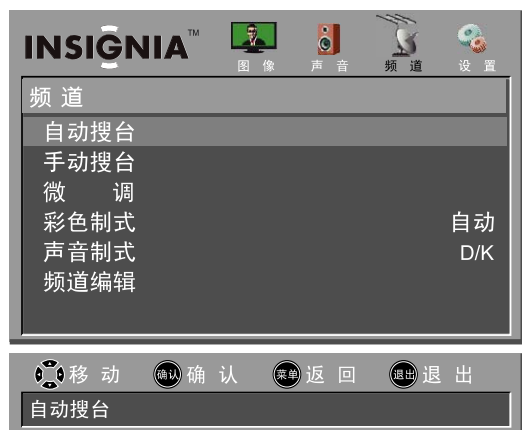 INSIGNIA™
图像 声音 频道 设置
频道
自动搜台
手动搜台
微 调
彩色制式 自动
声音制式 D/K
频道编辑
移动 确认 确认 菜单 返回 退出 退出
自动搜台